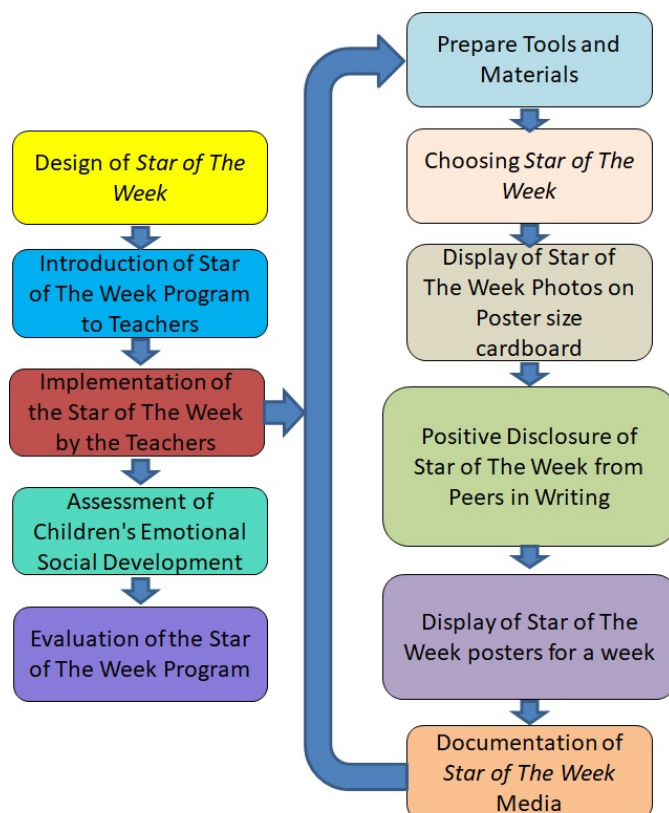 Design of Star of The
Week
Introduction of Star
of The Week Program
to Teachers
Implementation of
the Star of The Week
by the Teachers
Assessment of
Children's Emotional
Social Development
Evaluation of the Star
of The Week Program
Prepare Tools and
Materials
Choosing Star of The
Week
Display of Star of
The Week Photos on
Poster size
cardboard
Positive Disclosure of
Star of The Week from
Peers in Writing
Display of Star of The
Week posters for a week
Documentation of
Star of The Week
Media